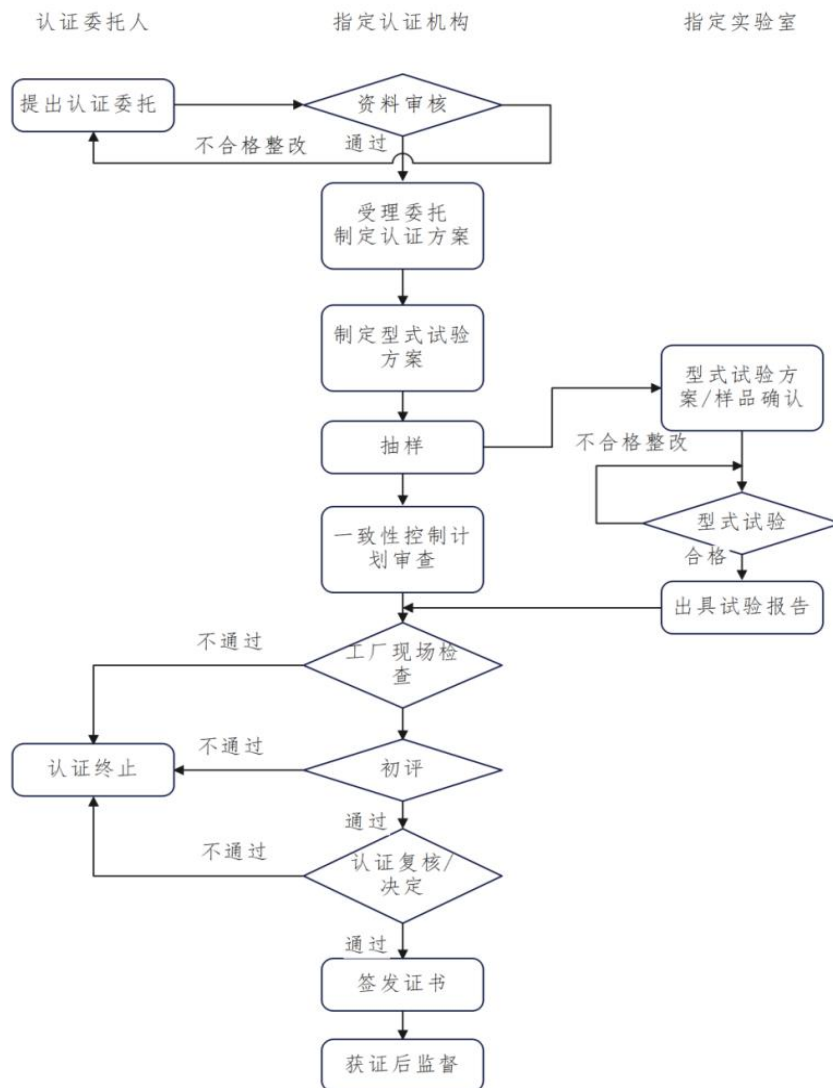 认证委托人
指定认证机构
指定实验室
提出认证委托
资料审核
不合格整改
通过
受理委托
制定认证方案
制定型式试验
方案
型式试验方
案/样品确认
抽样
不合格整改
一致性控制计
划审查
型式试验
合格
出具试验报告
不通过
工厂现场检
查
不通过
认证终止
初评
通过
不通过
认证复核/
决定
通过
签发证书
获证后监督